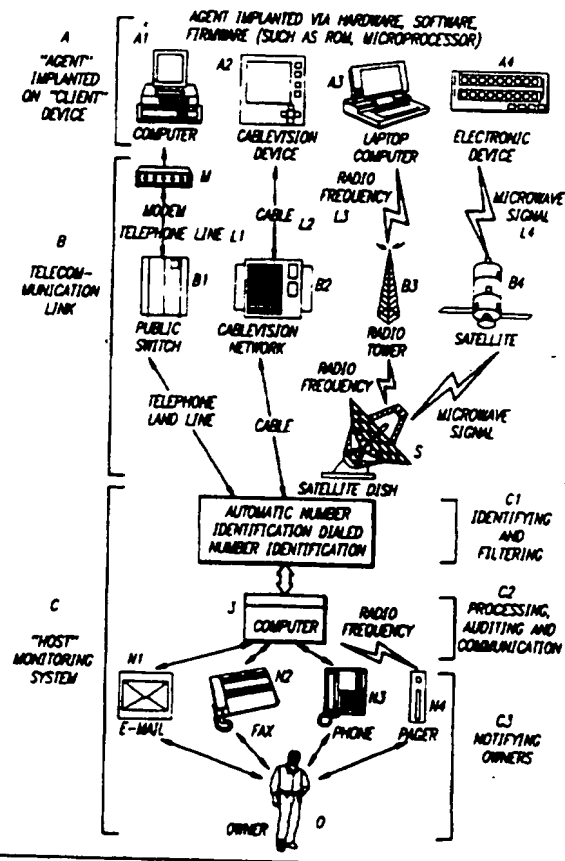 AGENT IMPLANTED VIA HARDWARE, SOFTWARE,
FIRMWARE (SUCH AS ROM, MICROPROCESSOR)
A
"AGENT"
IMPLANTED
ON "CLIENT"
DEVICE
A1
COMPUTER
A2
CABLEVISION
DEVICE
A3
LAPTOP
COMPUTER
A4
ELECTRONIC
DEVICE
B
TELECOM-
MUNICATION
LINK
M
MODEM
TELEPHONE LINE L1
CABLE L2
RADIO
FREQUENCY
L3
MICROWAVE
SIGNAL
L4
B1
PUBLIC
SWITCH
B2
CABLEVISION
NETWORK
B3
RADIO
TOWER
B4
SATELLITE
TELEPHONE
LAND LINE
CABLE
RADIO
FREQUENCY
MICROWAVE
SIGNAL
S
SATELLITE DISH
C
"HOST"
MONITORING
SYSTEM
AUTOMATIC NUMBER
IDENTIFICATION DIALED
NUMBER IDENTIFICATION
C1
IDENTIFYING
AND
FILTERING
3
COMPUTER
RADIO
FREQUENCY
C2
PROCESSING,
AUDITING AND
COMMUNICATION
N1
E-MAIL
N2
FAX
N3
PHONE
N4
PAGER
C3
NOTIFYING
OWNERS
OWNER
O